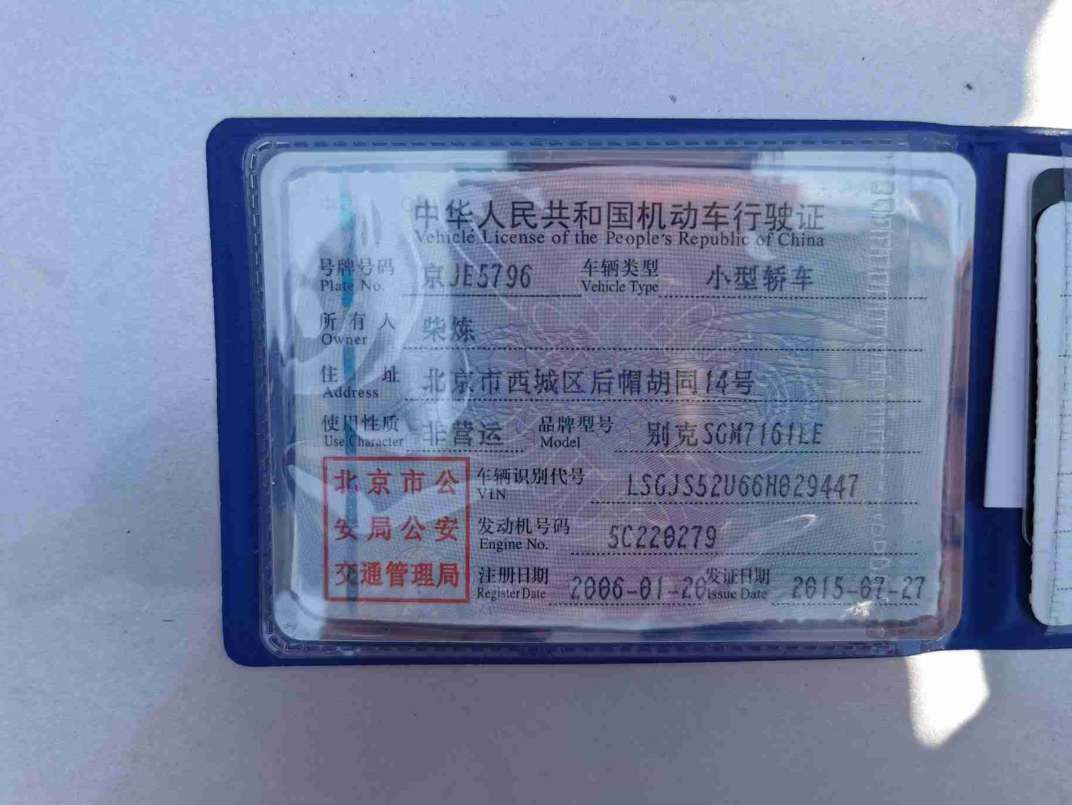 中华人民共和国机动车行驶证
Vehicle License of the People's Republic of China
号牌号码 京JE5796 车辆类型 小型轿车
Plate No. Vehicle Type
所有人 柴炼
Owner
住址 北京市西城区后帽胡同14号
Address
使用性质 非营运 品牌型号 别克SGM7161LE
Use Character Model
北京市公
安局公安
交通管理局
车辆识别代号 LSGJS52U66H029447
VIN
发动机号码 5C220279
Engine No.
注册日期 2006-01-20 发证日期 2015-07-27
Register Date Issue Date